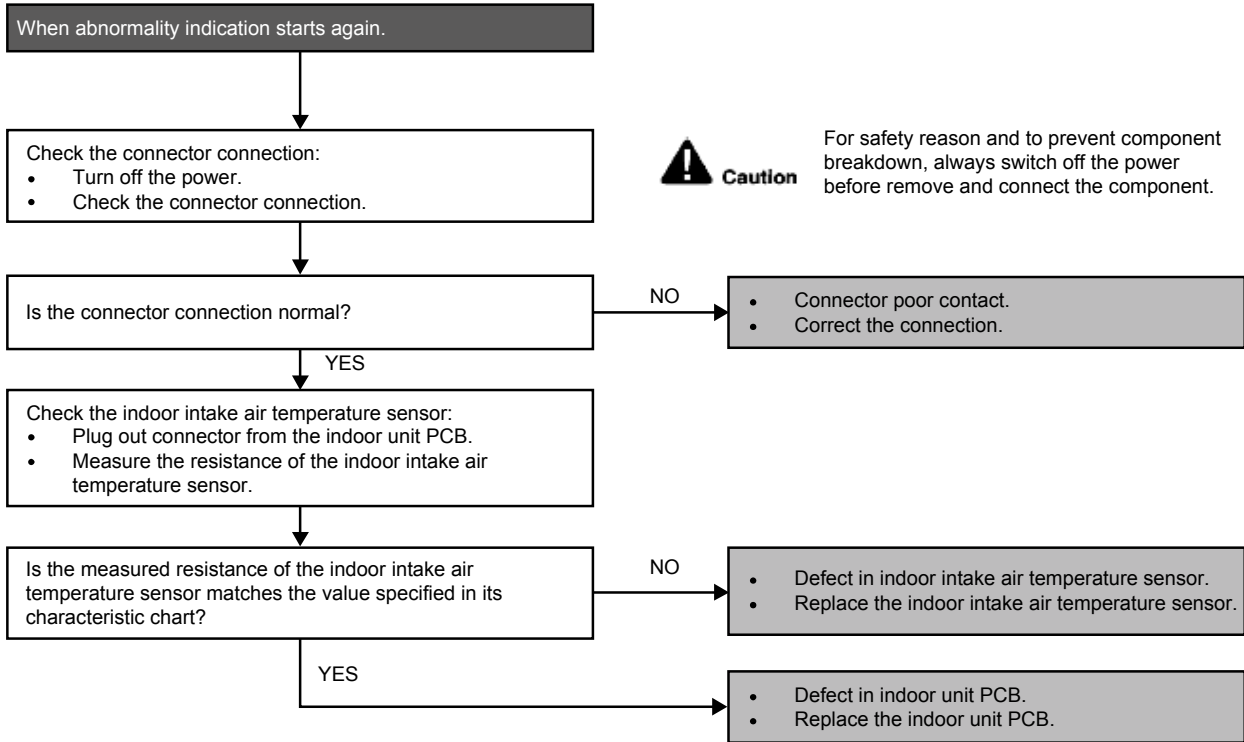 When abnormality indication starts again.
Check the connector connection:
• Turn off the power.
• Check the connector connection.
Caution
For safety reason and to prevent component
breakdown, always switch off the power
before remove and connect the component.
Is the connector connection normal?
NO
• Connector poor contact.
• Correct the connection.
YES
Check the indoor intake air temperature sensor:
• Plug out connector from the indoor unit PCB.
• Measure the resistance of the indoor intake air
temperature sensor.
Is the measured resistance of the indoor intake air
temperature sensor matches the value specified in its
characteristic chart?
NO
• Defect in indoor intake air temperature sensor.
• Replace the indoor intake air temperature sensor.
YES
• Defect in indoor unit PCB.
• Replace the indoor unit PCB.